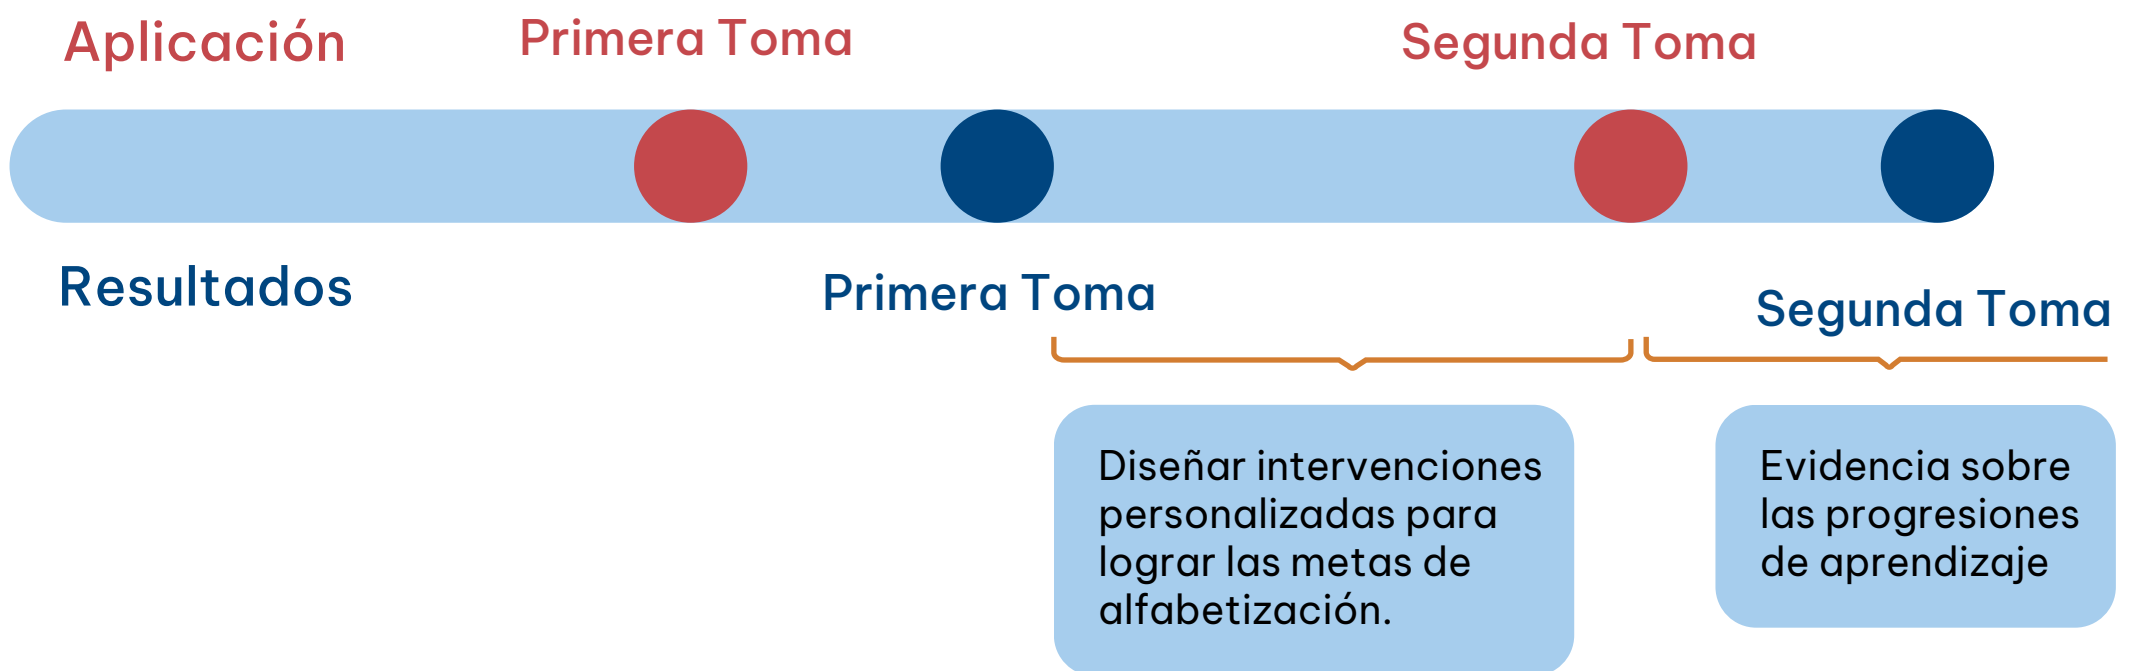 Aplicación
Primera Toma
Segunda Toma
Resultados
Primera Toma
Segunda Toma
Diseñar intervenciones
personalizadas para
lograr las metas de
alfabetización.
Evidencia sobre
las progresiones
de aprendizaje